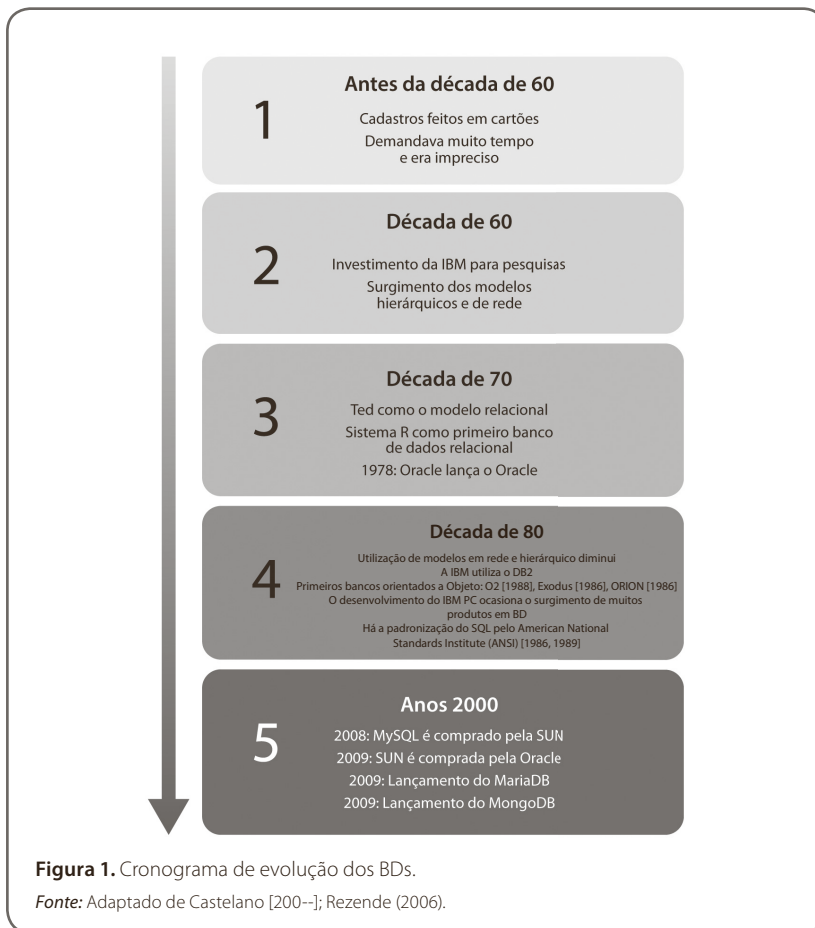 1
Antes da década de 60
Cadastros feitos em cartões
Demandava muito tempo
e era impreciso
2
Década de 60
Investimento da IBM para pesquisas
Surgimento dos modelos
hierárquicos e de rede
3
Década de 70
Ted como o modelo relacional
Sistema R como primeiro banco
de dados relacional
1978: Oracle lança o Oracle
4
Década de 80
Utilização de modelos em rede e hierárquico diminui
A IBM utiliza o DB2
Primeiros bancos orientados a Objeto: O2 [1988], Exodus [1986], ORION [1986]
O desenvolvimento do IBM PC ocasiona o surgimento de muitos
produtos em BD
Há a padronização do SQL pelo American National
Standards Institute (ANSI) [1986, 1989]
5
Anos 2000
2008: MySQL é comprado pela SUN
2009: SUN é comprada pela Oracle
2009: Lançamento do MariaDB
2009: Lançamento do MongoDB
Figura 1. Cronograma de evolução dos BDs.
Fonte: Adaptado de Castelano [200--]; Rezende (2006).